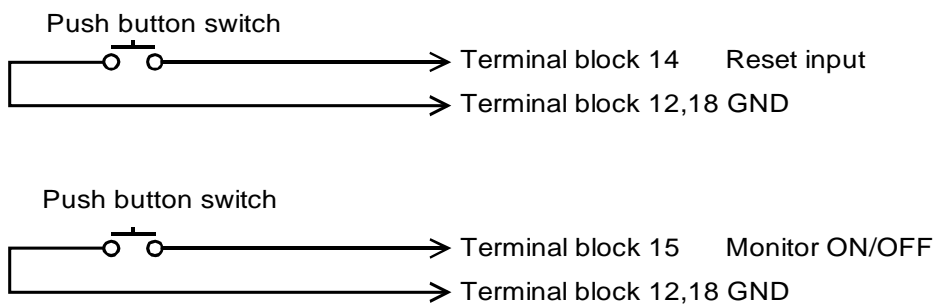 Push button switch
Terminal block 14 Reset input
Terminal block 12,18 GND
Push button switch
Terminal block 15 Monitor ON/OFF
Terminal block 12,18 GND